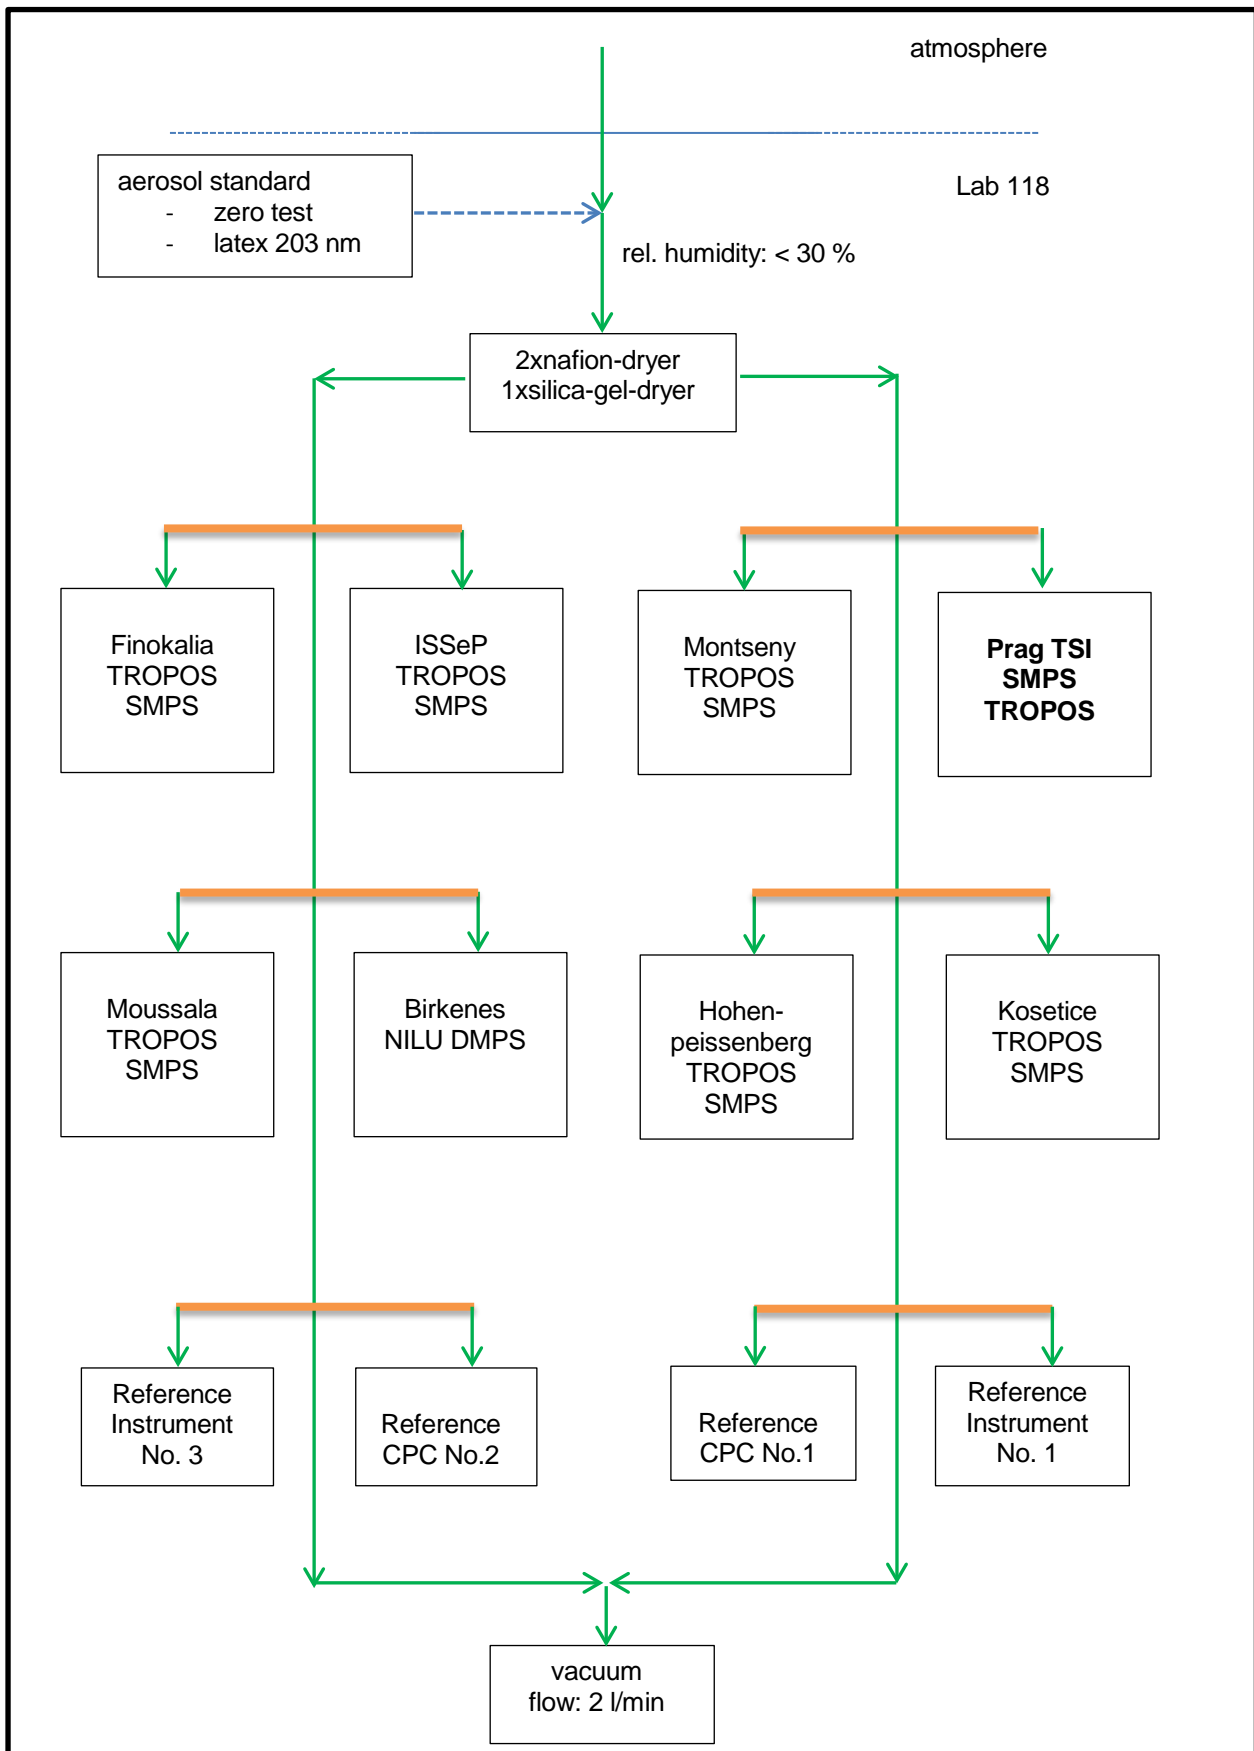 atmosphere
aerosol standard
- zero test
- latex 203 nm
Lab 118
rel. humidity: < 30 %
2xnafion-dryer
1xsilica-gel-dryer
Finokalia
TROPOS
SMPS
ISSeP
TROPOS
SMPS
Montseny
TROPOS
SMPS
Prag TSI
SMPS
TROPOS
Moussala
TROPOS
SMPS
Birkenes
NILU DMPS
Hohen-
peissenberg
TROPOS
SMPS
Kosetice
TROPOS
SMPS
Reference
Instrument
No. 3
Reference
CPC No.2
Reference
CPC No.1
Reference
Instrument
No. 1
vacuum
flow: 2 l/min